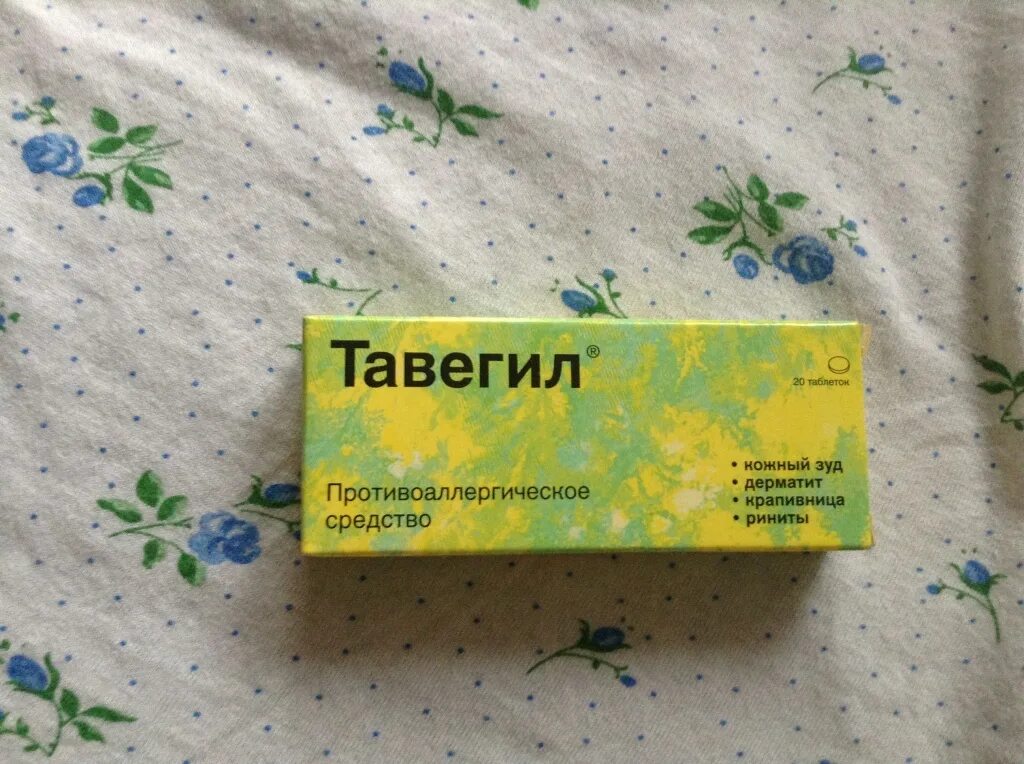 Тавегил®
20 таблеток
Противоаллергическое
средство
• кожный зуд
• дерматит
• крапивница
• риниты